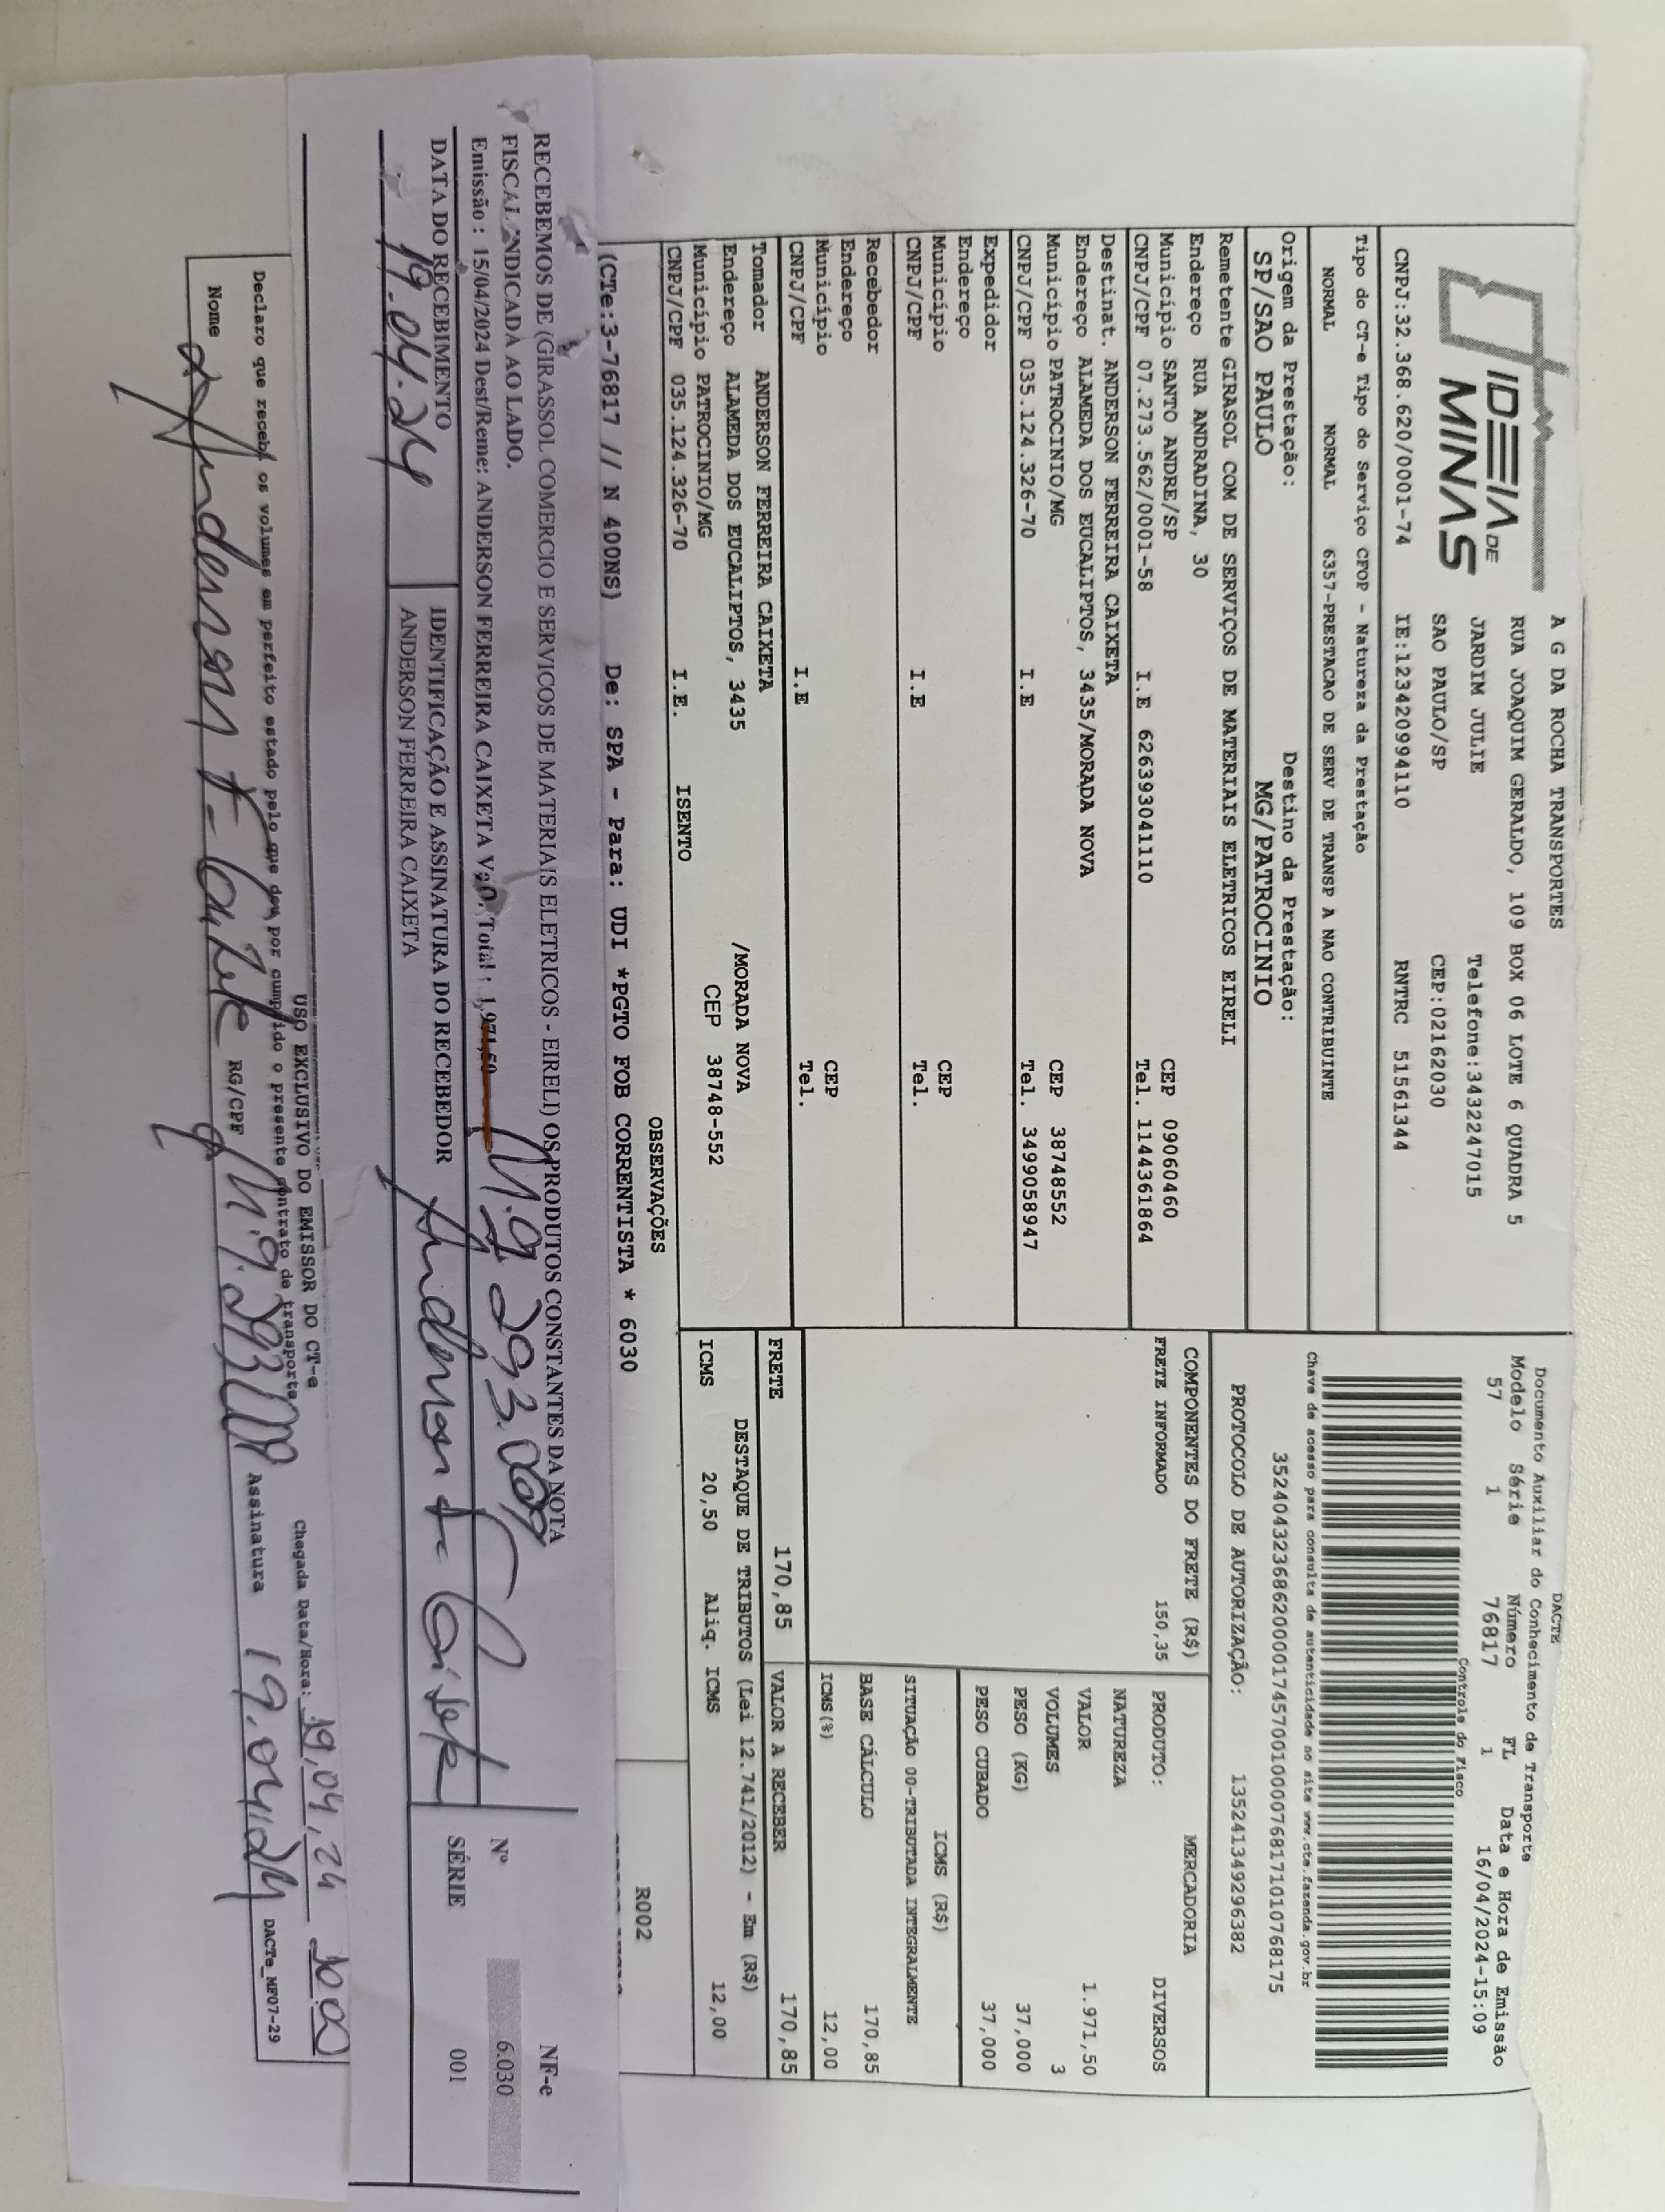 IDEIA DE MINAS
A G DA ROCHA TRANSPORTES
RUA JOAQUIM GERALDO, 109 BOX 06 LOTE 6 QUADRA 5
JARDIM JULIE Telefone:3432247015
SAO PAULO/SP CEP:02162030
CNPJ:32.368.620/0001-74 IE:123420994110 RNTRC 51561344
Tipo do CT-e Tipo do Serviço CFOP - Natureza da Prestação
NORMAL NORMAL 6357-PRESTACAO DE SERV DE TRANSP A NAO CONTRIBUINTE
Origem da Prestação: Destino da Prestação:
SP/SAO PAULO MG/PATROCINIO
Remetente GIRASOL COM DE SERVIÇOS DE MATERIAIS ELETRICOS EIRELI
Endereço RUA ANDRADINA, 30
Município SANTO ANDRE/SP CEP 09060460
CNPJ/CPF 07.273.562/0001-58 I.E 626393041110 Tel. 1144361864
Destinat. ANDERSON FERREIRA CAIXETA
Endereço ALAMEDA DOS EUCALIPTOS, 3435/MORADA NOVA
Município PATROCINIO/MG CEP 38748552
CNPJ/CPF 035.124.326-70 I.E Tel. 3499058947
Expedidor
Endereço
Município CEP
CNPJ/CPF I.E Tel.
Recebedor
Endereço
Município CEP
CNPJ/CPF I.E Tel.
Tomador ANDERSON FERREIRA CAIXETA
Endereço ALAMEDA DOS EUCALIPTOS, 3435 /MORADA NOVA
Município PATROCINIO/MG CEP 38748-552
CNPJ/CPF 035.124.326-70 I.E. ISENTO
DACTE
Documento Auxiliar do Conhecimento de Transporte
Modelo Série Número FL Data e Hora de Emissão
57 1 76817 1 16/04/2024-15:09
Controle do Fisco
Chave de acesso para consulta de autenticidade no site www.cte.fazenda.gov.br
35240432368620000174570010000768171010768175
PROTOCOLO DE AUTORIZAÇÃO: 135241349296382
COMPONENTES DO FRETE (R$) MERCADORIA
FRETE INFORMADO 150,35 PRODUTO: DIVERSOS
NATUREZA
VALOR 1.971,50
VOLUMES 3
PESO (KG) 37,000
PESO CUBADO 37,000
ICMS (R$)
SITUAÇÃO 00-TRIBUTADA INTEGRALMENTE
BASE CÁLCULO 170,85
ICMS(%) 12,00
FRETE 170,85 VALOR A RECEBER 170,85
DESTAQUE DE TRIBUTOS (Lei 12.741/2012) - Em (R$)
ICMS 20,50 Aliq. ICMS 12,00
OBSERVAÇÕES R002
(CTe:3-76817 // N 400NS) De: SPA - Para: UDI *PGTO FOB CORRENTISTA * 6030
RECEBEMOS DE (GIRASSOL COMERCIO E SERVICOS DE MATERIAIS ELETRICOS - EIRELI) OS PRODUTOS CONSTANTES DA NOTA
FISCAL INDICADA AO LADO.
Emissão : 15/04/2024 Dest/Reme: ANDERSON FERREIRA CAIXETA Total : 1,971,50
M.g. 293.
DATA DO RECEBIMENTO IDENTIFICAÇÃO E ASSINATURA DO RECEBEDOR
19.04.24 ANDERSON FERREIRA CAIXETA
Anderson F. Caixeta
NF-e
Nº 6.030
SÉRIE 001
USO EXCLUSIVO DO EMISSOR DO CT-e Chegada Data/Hora: 19,04,24 10:00
Declaro que recebi os volumes em perfeito estado pelo que dou por cumprido o presente contrato de transporte
Nome Anderson F. Caixeta RG/CPF Assinatura 19.04.24
DACTe_MF07-29